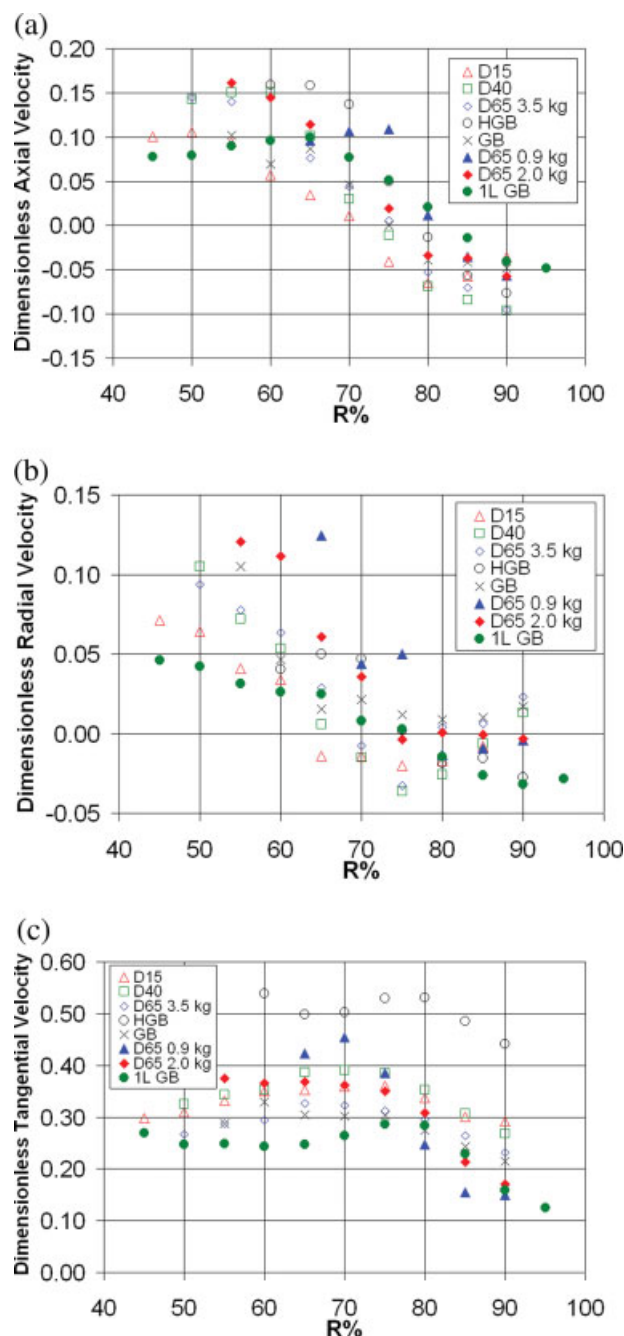 (a)
Dimensionless Axial Velocity
0.20
0.15
0.10
0.05
0.00
-0.05
-0.10
-0.15
D15
D40
D65 3.5 kg
HGB
GB
D65 0.9 kg
D65 2.0 kg
1L GB
40 50 60 70 80 90 100
R%
(b)
Dimensionless Radial Velocity
0.15
0.10
0.05
0.00
-0.05
D15
D40
D65 3.5 kg
HGB
GB
D65 0.9 kg
D65 2.0 kg
1L GB
40 50 60 70 80 90 100
R%
(c)
Dimensionless Tangential Velocity
0.60
0.50
0.40
0.30
0.20
0.10
0.00
D15
D40
D65 3.5 kg
HGB
GB
D65 0.9 kg
D65 2.0 kg
1L GB
40 50 60 70 80 90 100
R%